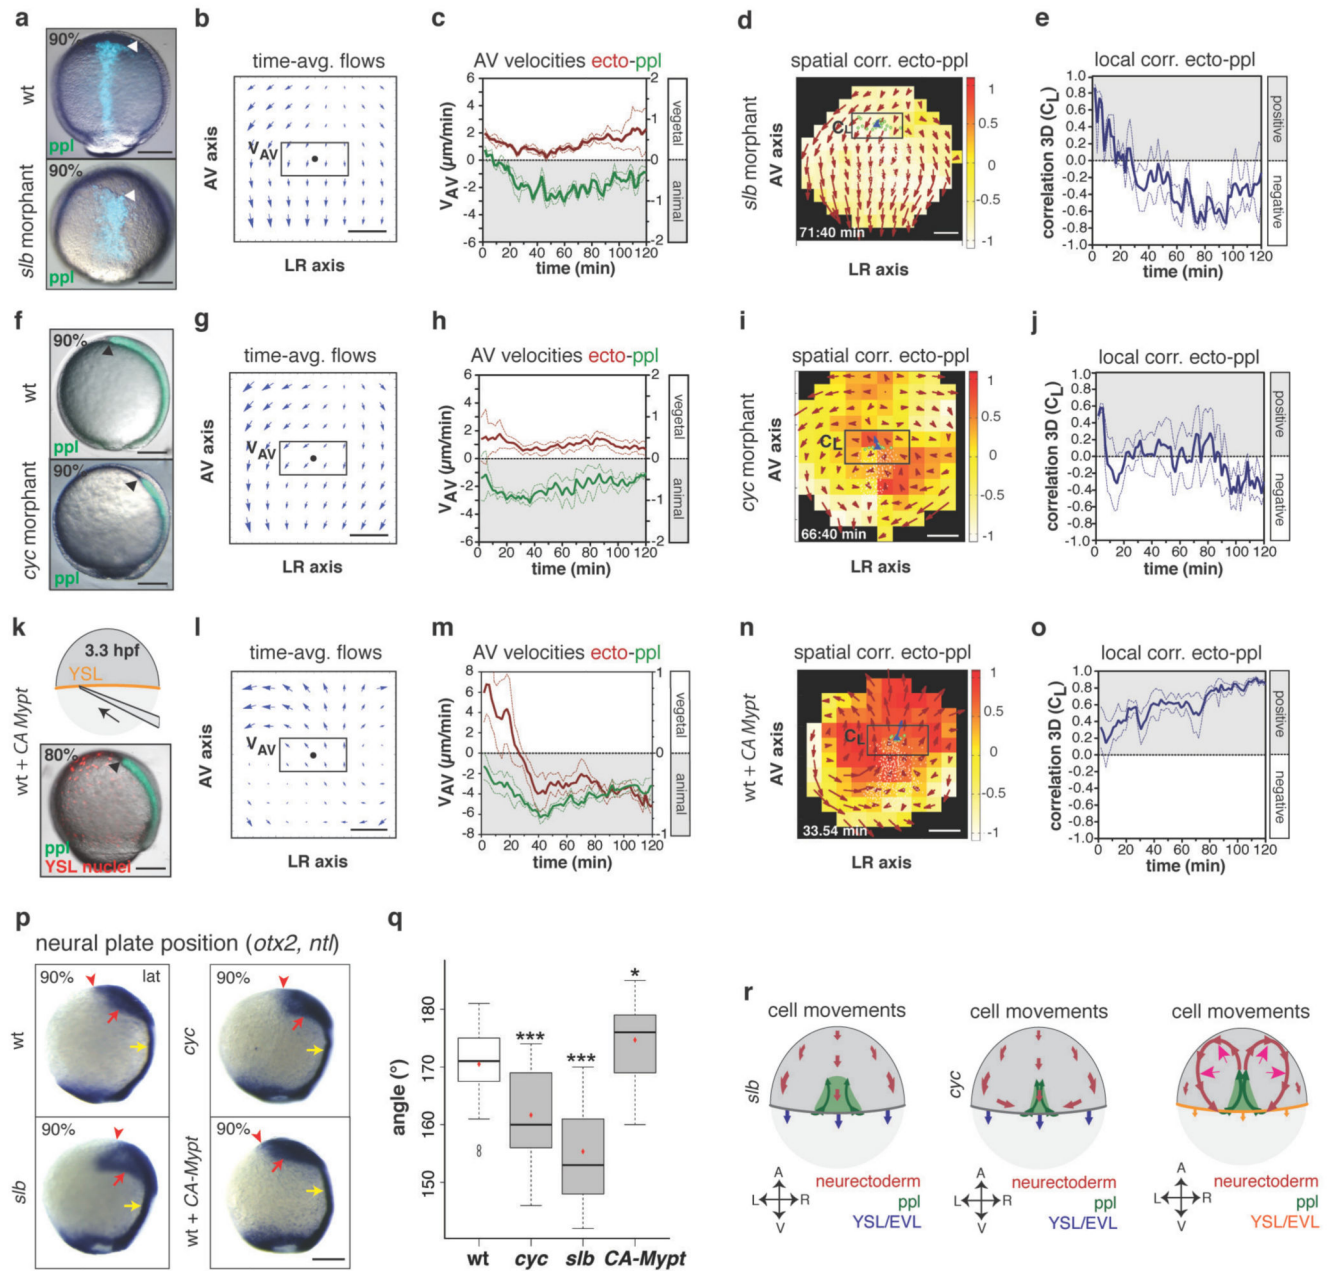 a
90%
wt
ppl
90%
slb morphant
ppl
b
time-avg. flows
VAV
AV axis
LR axis
c
AV velocities ecto-ppl
VAV (µm/min)
4
2
0
-2
-4
-6
2
1
0
-1
-2
vegetal
animal
0 20 40 60 80 100 120
time (min)
d
spatial corr. ecto-ppl
slb morphant
AV axis
CL
71:40 min
1
0.5
0
-0.5
-1
LR axis
e
local corr. ecto-ppl
correlation 3D (CL)
1.0
0.8
0.6
0.4
0.2
0.0
-0.2
-0.4
-0.6
-0.8
-1.0
positive
negative
0 20 40 60 80 100 120
time (min)
f
90%
wt
ppl
90%
cyc morphant
ppl
g
time-avg. flows
VAV
AV axis
LR axis
h
AV velocities ecto-ppl
VAV (µm/min)
6
4
2
0
-2
-4
-6
2
1
0
-1
-2
vegetal
animal
0 20 40 60 80 100 120
time (min)
i
spatial corr. ecto-ppl
cyc morphant
AV axis
CL
66:40 min
1
0.5
0
-0.5
-1
LR axis
j
local corr. ecto-ppl
correlation 3D (CL)
1.0
0.8
0.6
0.4
0.2
0.0
-0.2
-0.4
-0.6
-0.8
-1.0
positive
negative
0 20 40 60 80 100 120
time (min)
k
3.3 hpf
YSL
wt + CA Mypt
80%
ppl
YSL nuclei
l
time-avg. flows
VAV
AV axis
LR axis
m
AV velocities ecto-ppl
VAV (µm/min)
8
6
4
2
0
-2
-4
-6
-8
1
0
-1
vegetal
animal
0 20 40 60 80 100 120
time (min)
n
spatial corr. ecto-ppl
wt + CA Mypt
AV axis
CL
33.54 min
1
0.5
0
-0.5
-1
LR axis
o
local corr. ecto-ppl
correlation 3D (CL)
1.0
0.8
0.6
0.4
0.2
0.0
-0.2
-0.4
-0.6
-0.8
-1.0
positive
negative
0 20 40 60 80 100 120
time (min)
p
neural plate position (otx2, ntl)
90% lat
wt
90%
cyc
90%
slb
90%
wt + CA-Mypt
q
angle (°)
180
170
160
150
***
***
*
wt cyc slb CA-Mypt
r
cell movements
slb
A
L R
V
neurectoderm
ppl
YSL/EVL
cell movements
cyc
A
L R
V
neurectoderm
ppl
YSL/EVL
cell movements
A
L R
V
neurectoderm
ppl
YSL/EVL